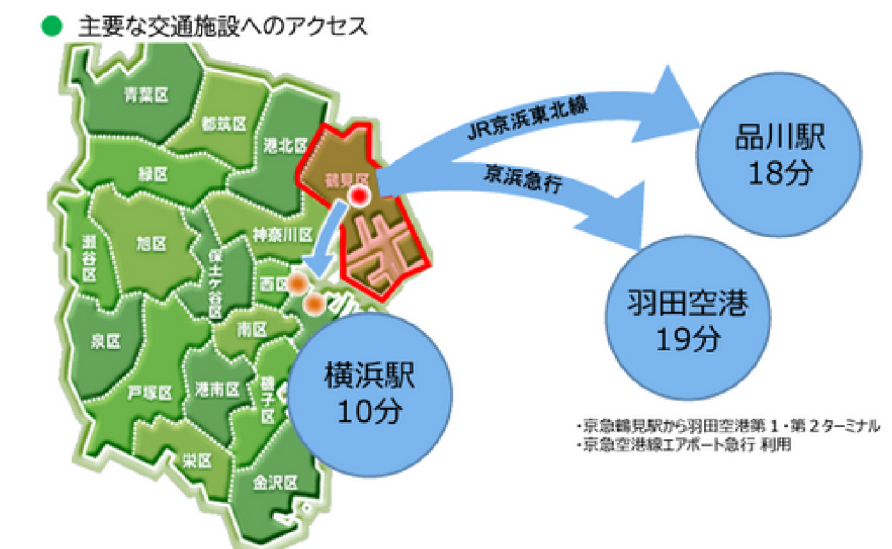 ● 主要な交通施設へのアクセス
青葉区
都筑区
港北区
緑区
鶴見区
JR京浜東北線
品川駅
18分
京浜急行
瀬谷区
旭区
保土ケ谷区
神奈川区
西区
羽田空港
19分
泉区
南区
横浜駅
10分
戸塚区
港南区
磯子区
・京急鶴見駅から羽田空港第1・第2ターミナル
・京急空港線エアポート急行 利用
栄区
金沢区